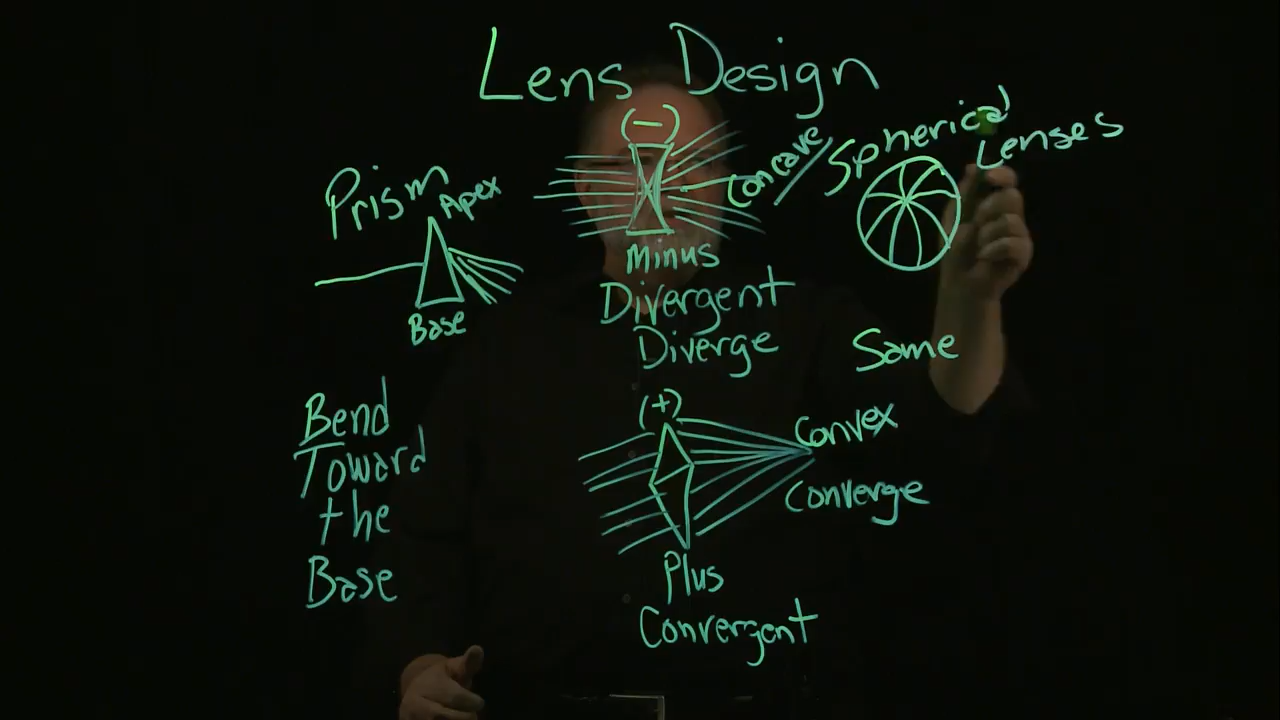 Lens Design
Prism
Apex
Base
Bend
Toward
the
Base
(-)
Concave
Minus
Divergent
Diverge
(+)
Convex
Converge
Plus
Convergent
Spherical
Lenses
Same